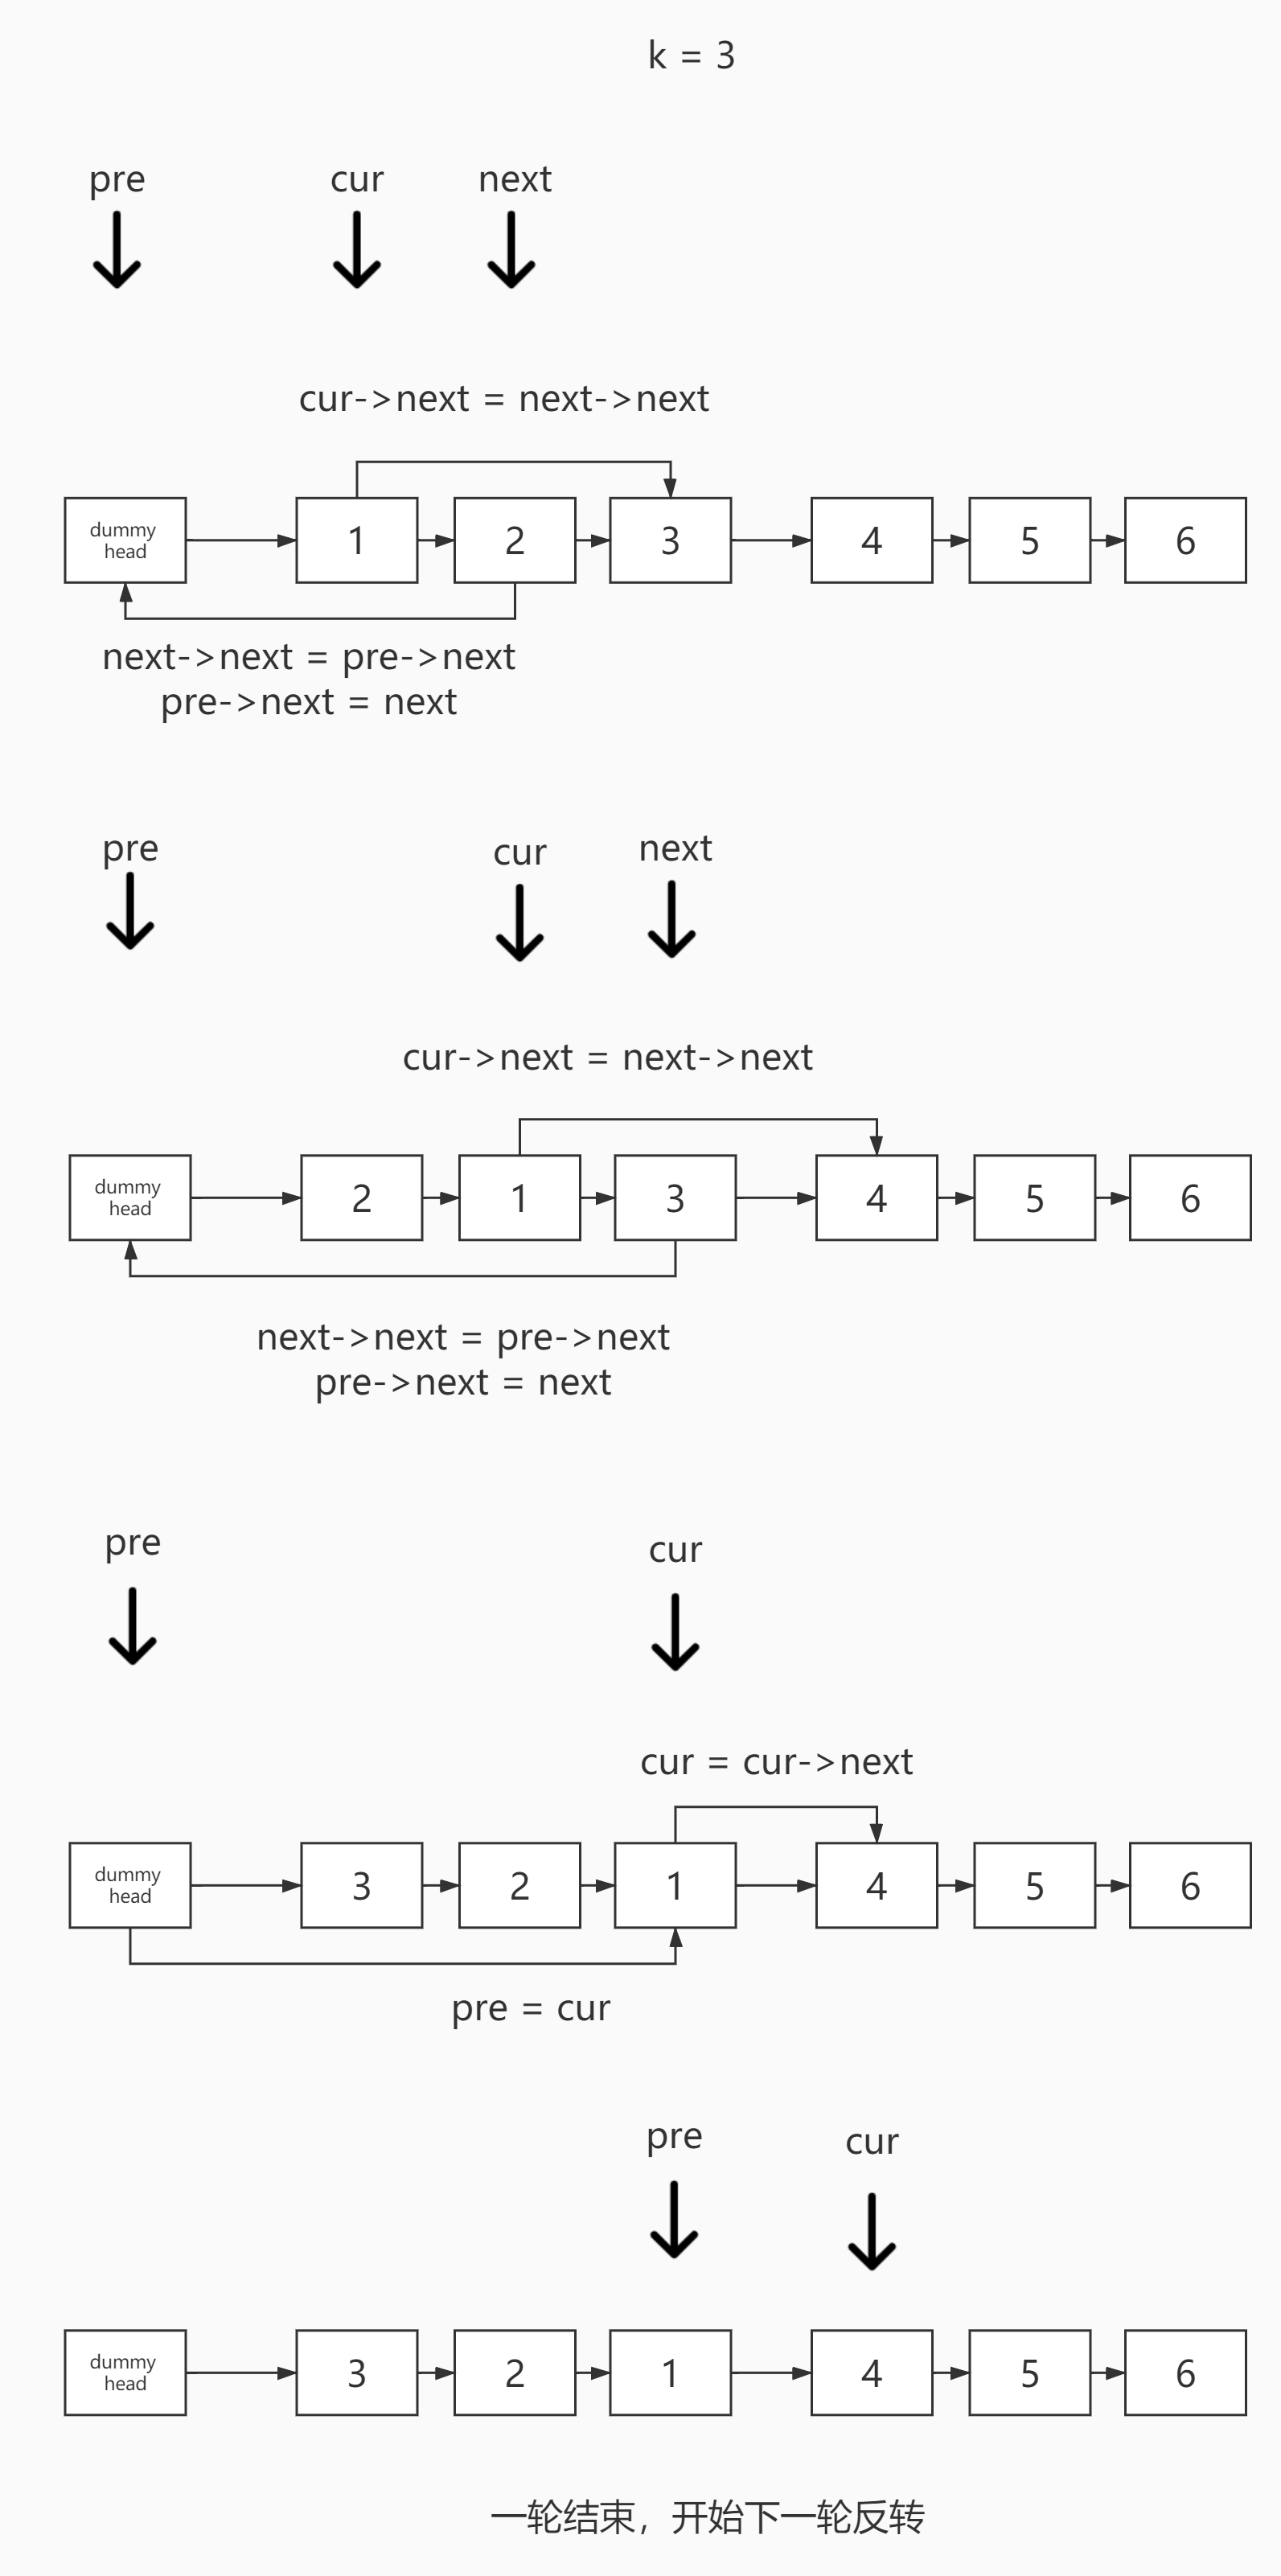 k = 3
pre cur next
cur->next = next->next
dummy
head
1 2 3 4 5 6
next->next = pre->next
pre->next = next
pre cur next
cur->next = next->next
dummy
head
2 1 3 4 5 6
next->next = pre->next
pre->next = next
pre cur
cur = cur->next
dummy
head
3 2 1 4 5 6
pre = cur
pre cur
dummy
head
3 2 1 4 5 6
一轮结束，开始下一轮反转